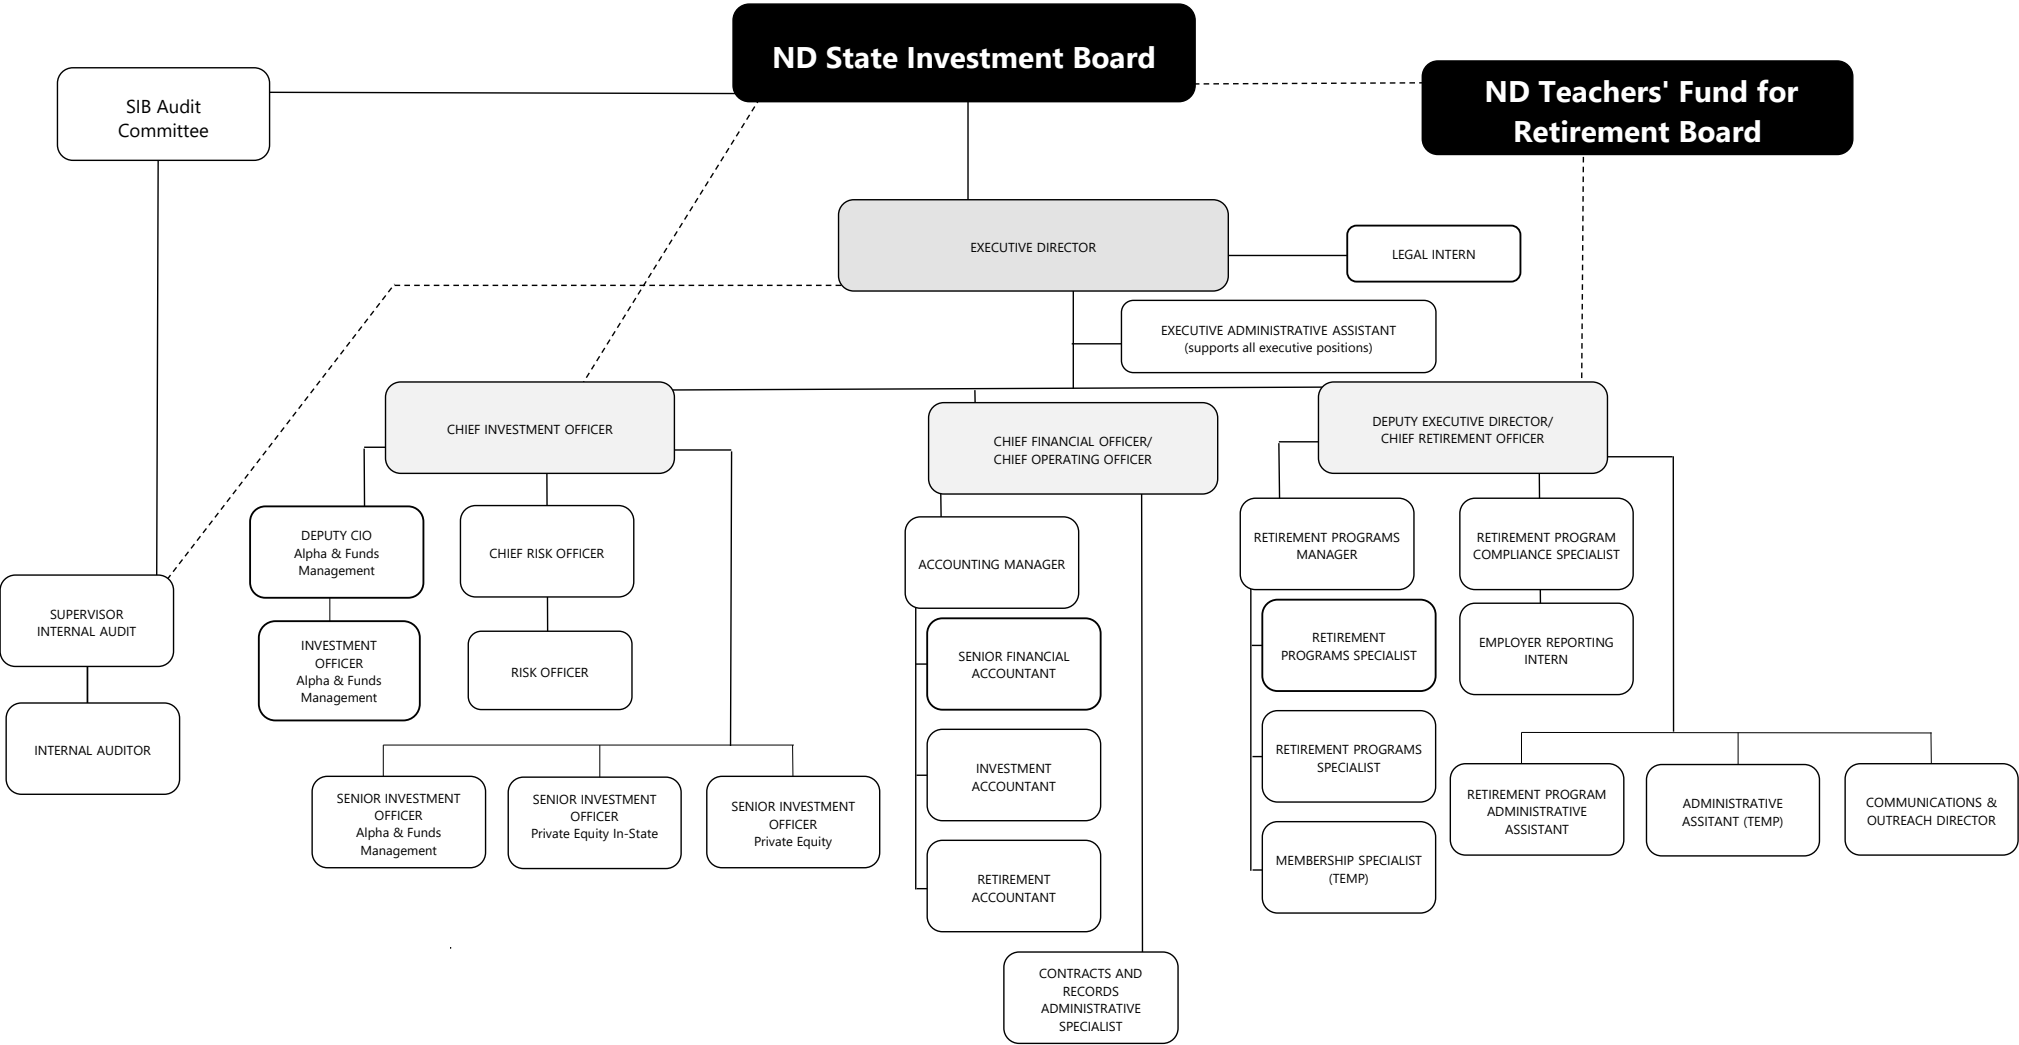 ND State Investment Board
ND Teachers' Fund for
Retirement Board
SIB Audit
Committee
EXECUTIVE DIRECTOR
LEGAL INTERN
EXECUTIVE ADMINISTRATIVE ASSISTANT
(supports all executive positions)
CHIEF INVESTMENT OFFICER
CHIEF FINANCIAL OFFICER/
CHIEF OPERATING OFFICER
DEPUTY EXECUTIVE DIRECTOR/
CHIEF RETIREMENT OFFICER
DEPUTY CIO
Alpha & Funds
Management
CHIEF RISK OFFICER
ACCOUNTING MANAGER
RETIREMENT PROGRAMS
MANAGER
RETIREMENT PROGRAM
COMPLIANCE SPECIALIST
SUPERVISOR
INTERNAL AUDIT
INVESTMENT
OFFICER
Alpha & Funds
Management
RISK OFFICER
SENIOR FINANCIAL
ACCOUNTANT
RETIREMENT
PROGRAMS SPECIALIST
EMPLOYER REPORTING
INTERN
INTERNAL AUDITOR
INVESTMENT
ACCOUNTANT
RETIREMENT PROGRAMS
SPECIALIST
SENIOR INVESTMENT
OFFICER
Alpha & Funds
Management
SENIOR INVESTMENT
OFFICER
Private Equity In-State
SENIOR INVESTMENT
OFFICER
Private Equity
RETIREMENT PROGRAM
ADMINISTRATIVE
ASSISTANT
ADMINISTRATIVE
ASSITANT (TEMP)
COMMUNICATIONS &
OUTREACH DIRECTOR
RETIREMENT
ACCOUNTANT
MEMBERSHIP SPECIALIST
(TEMP)
CONTRACTS AND
RECORDS
ADMINISTRATIVE
SPECIALIST